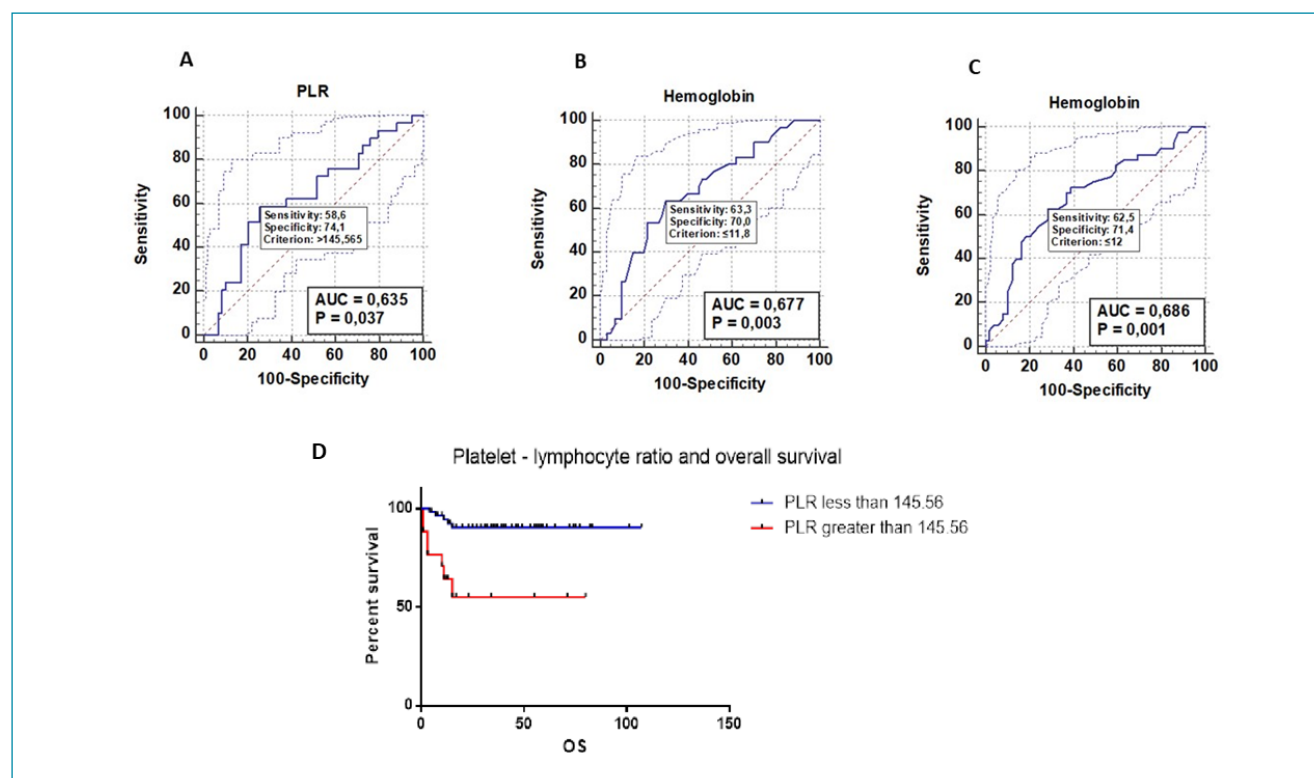 A
PLR
100
80
60
40
20
0
Sensitivity
Sensitivity: 58,6
Specificity: 74,1
Criterion: >145,565
AUC = 0,635
P = 0,037
0 20 40 60 80 100
100-Specificity
B
Hemoglobin
100
80
60
40
20
0
Sensitivity
Sensitivity: 63,3
Specificity: 70,0
Criterion: ≤11,8
AUC = 0,677
P = 0,003
0 20 40 60 80 100
100-Specificity
C
Hemoglobin
100
80
60
40
20
0
Sensitivity
Sensitivity: 62,5
Specificity: 71,4
Criterion: ≤12
AUC = 0,686
P = 0,001
0 20 40 60 80 100
100-Specificity
D
Platelet - lymphocyte ratio and overall survival
100
50
0
Percent survival
0 50 100 150
OS
PLR less than 145.56
PLR greater than 145.56